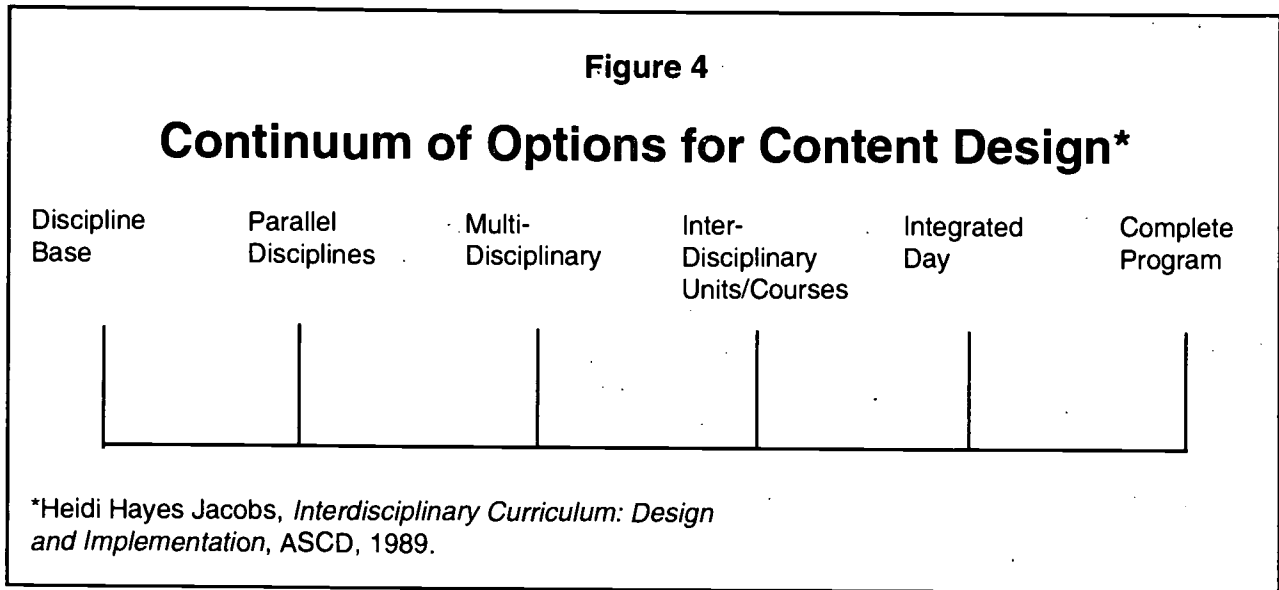 Figure 4
Continuum of Options for Content Design*
Discipline
Base
Parallel
Disciplines
Multi-
Disciplinary
Inter-
Disciplinary
Units/Courses
Integrated
Day
Complete
Program
*Heidi Hayes Jacobs, Interdisciplinary Curriculum: Design
and Implementation, ASCD, 1989.